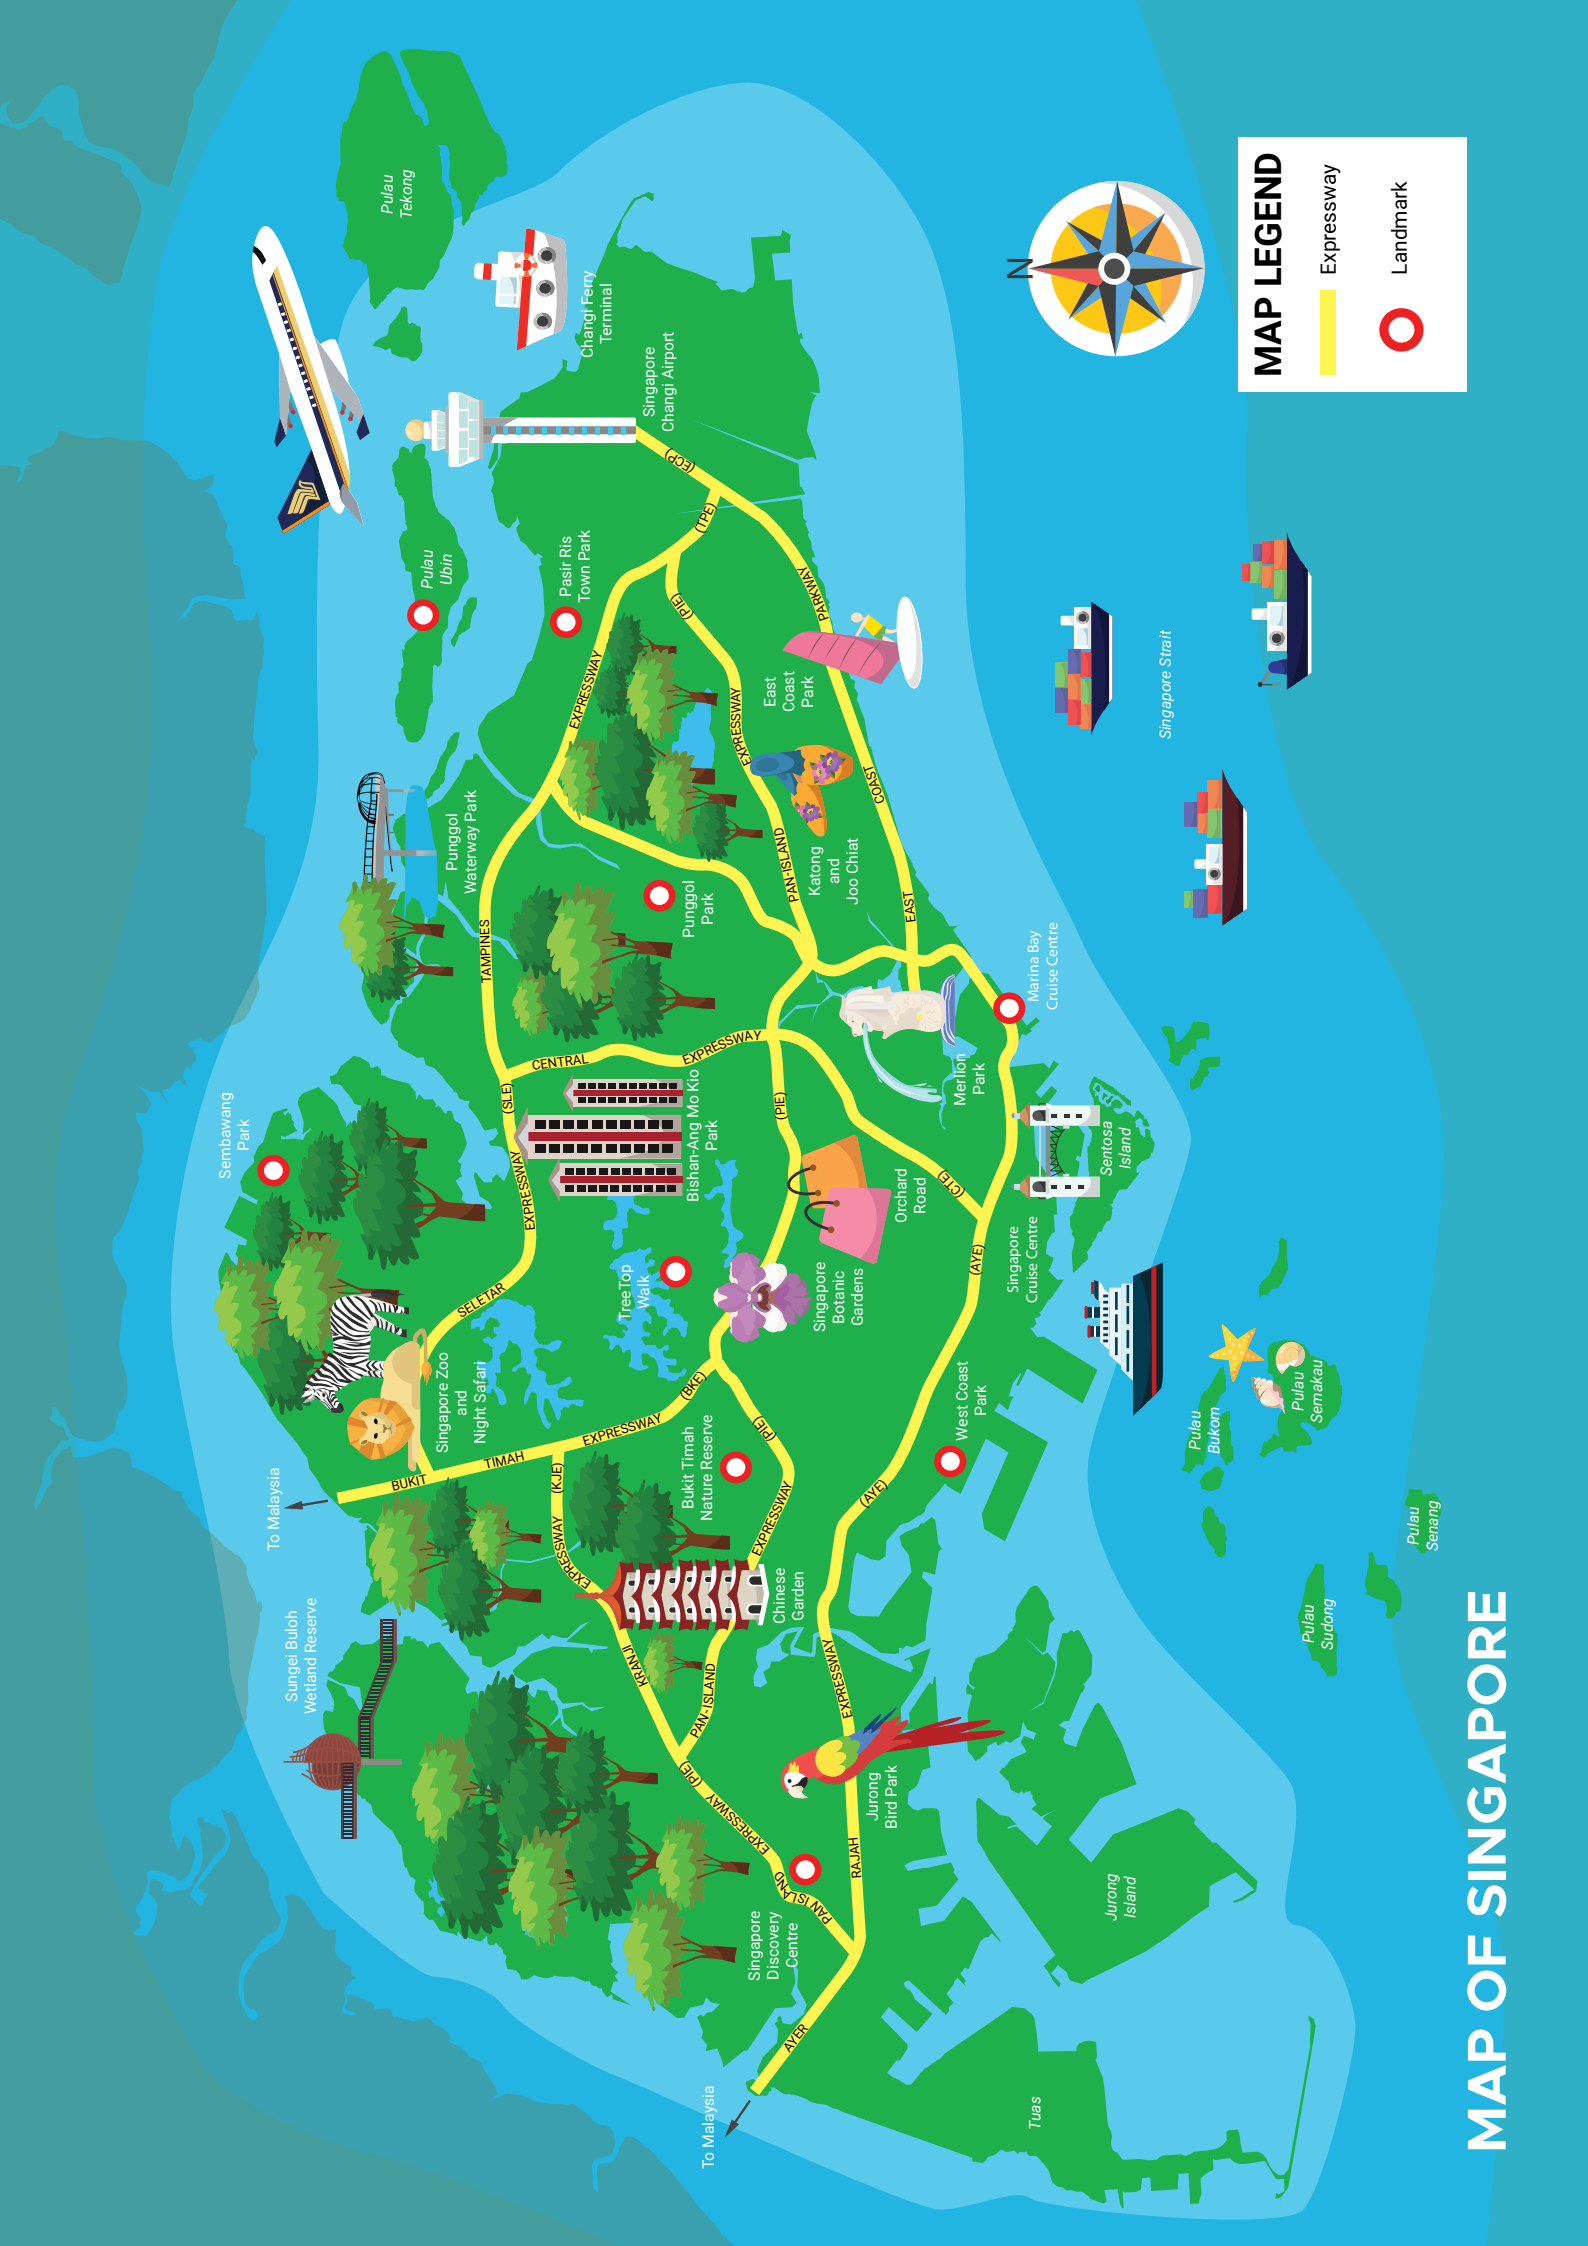 MAP OF SINGAPORE
MAP LEGEND
Expressway
Landmark
N
To Malaysia
Sungei Buloh
Wetland Reserve
To Malaysia
Sembawang
Park
Singapore Zoo
and
Night Safari
Punggol
Waterway Park
Pulau
Ubin
Pulau
Tekong
Changi Ferry
Terminal
Singapore
Changi Airport
Pasir Ris
Town Park
Punggol
Park
Bishan-Ang Mo Kio
Park
TreeTop
Walk
Bukit Timah
Nature Reserve
Chinese
Garden
Singapore
Discovery
Centre
Jurong
Bird Park
Singapore
Botanic
Gardens
Orchard
Road
Katong
and
Joo Chiat
East
Coast
Park
Merlion
Park
Marina Bay
Cruise Centre
Singapore
Cruise Centre
Sentosa
Island
West Coast
Park
Tuas
Jurong
Island
Pulau
Sudong
Pulau
Senang
Pulau
Bukom
Pulau
Semakau
Singapore Strait
BUKIT
TIMAH
EXPRESSWAY
(BKE)
SELETAR
EXPRESSWAY
(SLE)
TAMPINES
EXPRESSWAY
(TPE)
(ECP)
CENTRAL
EXPRESSWAY
(CTE)
(KJE)
EXPRESSWAY
EXPRESSWAY
KRANJI
(PIE)
EXPRESSWAY
PAN ISLAND
PAN-ISLAND
EXPRESSWAY
(PIE)
(PIE)
PAN-ISLAND
EXPRESSWAY
(PIE)
EAST
COAST
PARKWAY
AYER
RAJAH
EXPRESSWAY
(AYE)
(AYE)